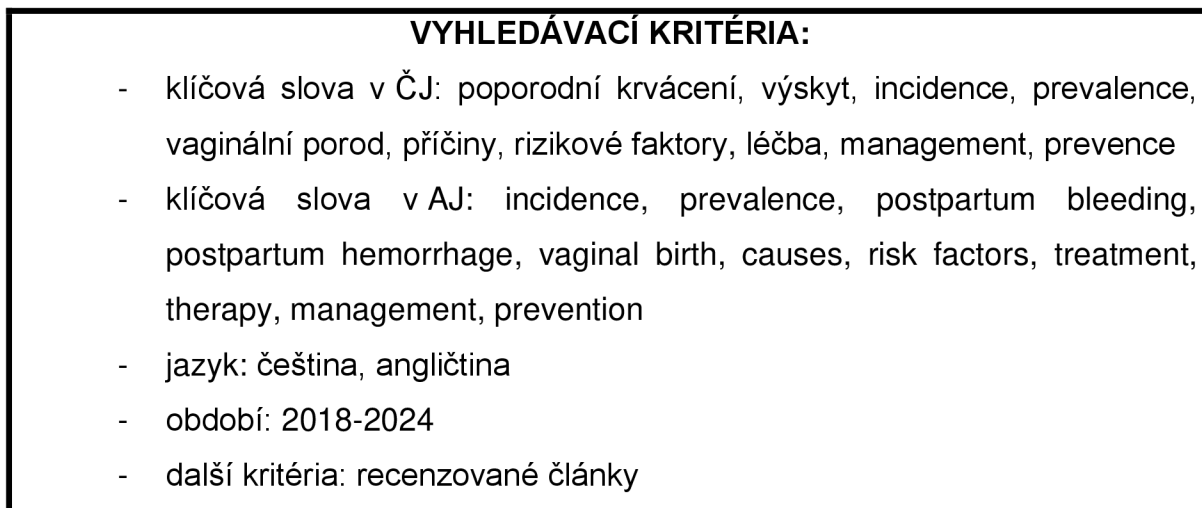 VYHLEDÁVACÍ KRITÉRIA:
- klíčová slova v ČJ: poporodní krvácení, výskyt, incidence, prevalence,
vaginální porod, příčiny, rizikové faktory, léčba, management, prevence
- klíčová slova v AJ: incidence, prevalence, postpartum bleeding,
postpartum hemorrhage, vaginal birth, causes, risk factors, treatment,
therapy, management, prevention
- jazyk: čeština, angličtina
- období: 2018-2024
- další kritéria: recenzované články